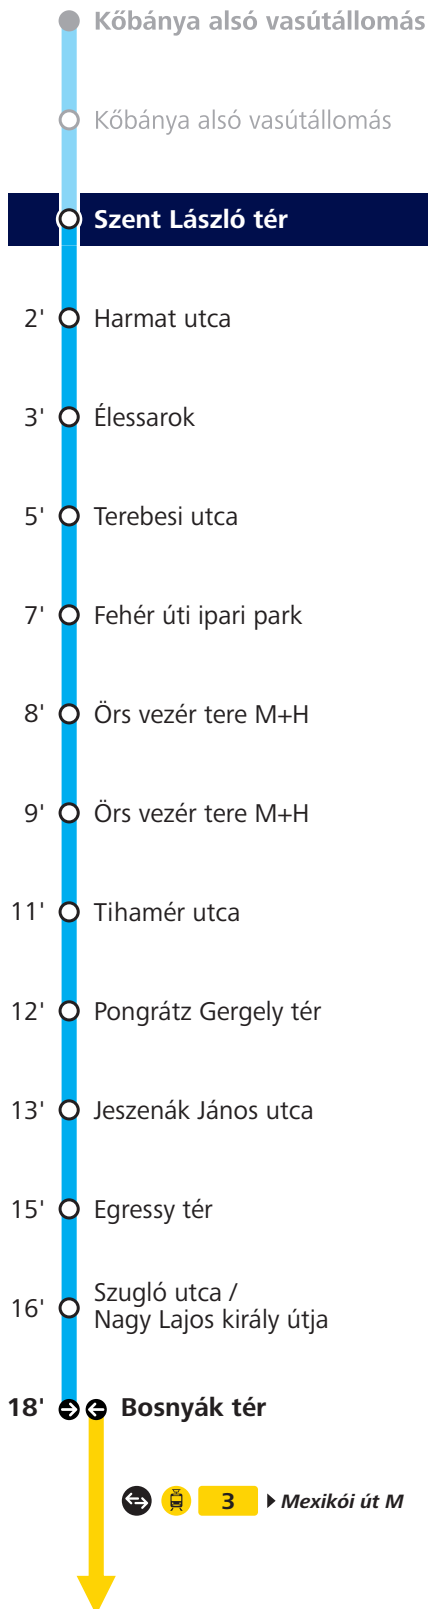 Kőbánya alsó vasútállomás
Kőbánya alsó vasútállomás
Szent László tér
2' Harmat utca
3' Élessarok
5' Terebesi utca
7' Fehér úti ipari park
8' Örs vezér tere M+H
9' Örs vezér tere M+H
11' Tihamér utca
12' Pongrátz Gergely tér
13' Jeszenák János utca
15' Egressy tér
16' Szugló utca /
Nagy Lajos király útja
18' Bosnyák tér
3 Mexikói út M